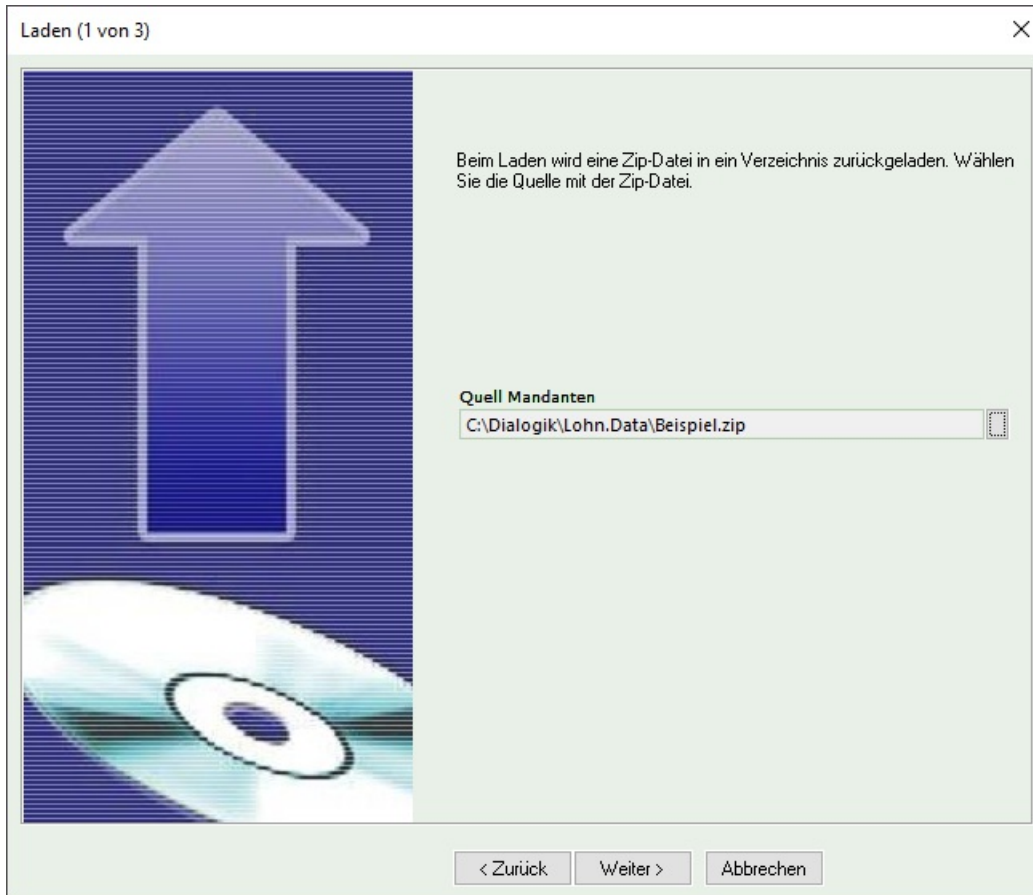 Laden (1 von 3)
Beim Laden wird eine Zip-Datei in ein Verzeichnis zurückgeladen. Wählen
Sie die Quelle mit der Zip-Datei.
Quell Mandanten
C:\Dialogik\Lohn.Data\Beispiel.zip
< Zurück Weiter > Abbrechen